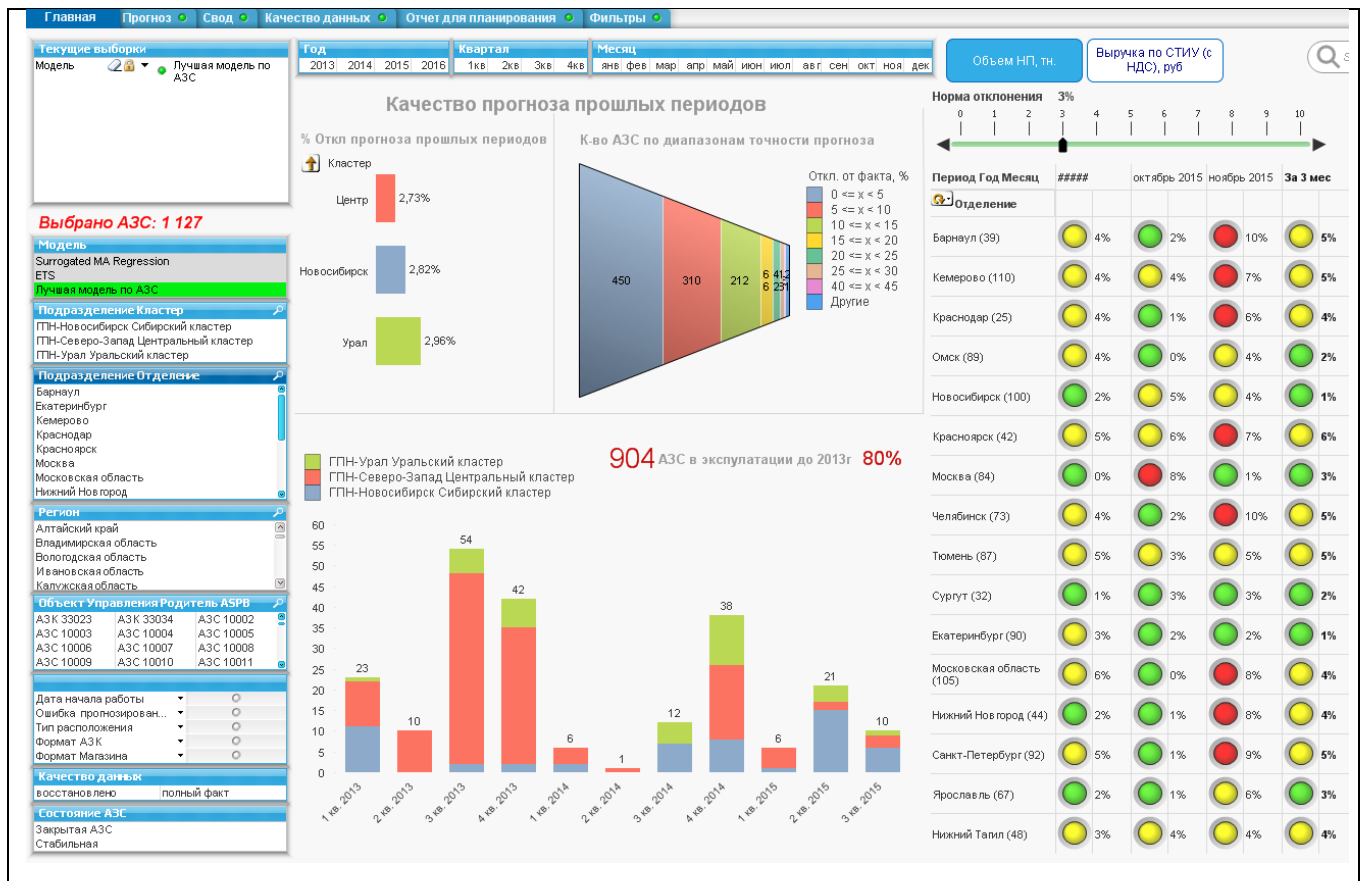 Главная Прогноз Свод Качество данных Отчет для планирования Фильтры
Текущие выборки
Модель Лучшая модель по
АЗС
Выбрано АЗС: 1 127
Модель
Surrogated MA Regression
ETS
Лучшая модель по АЗС
Подразделение Кластер
ГПН-Новосибирск Сибирский кластер
ГПН-Северо-Запад Центральный кластер
ГПН-Урал Уральский кластер
Подразделение Отделение
Барнаул
Екатеринбург
Кемерово
Краснодар
Красноярск
Москва
Московская область
Нижний Новгород
Регион
Алтайский край
Владимирская область
Вологодская область
Ивановская область
Калужская область
Объект Управления Родитель ASPB
АЗК 33023 АЗК 33034 АЗС 10002
АЗС 10003 АЗС 10004 АЗС 10005
АЗС 10006 АЗС 10007 АЗС 10008
АЗС 10009 АЗС 10010 АЗС 10011
Дата начала работы
Ошибка прогнозирован...
Тип расположения
Формат АЗК
Формат Магазина
Качество данных
восстановлено полный факт
Состояние АЗС
Закрытая АЗС
Стабильная
Год
2013 2014 2015 2016
Квартал
1кв 2кв 3кв 4кв
Месяц
янв фев мар апр май июн июл авг сен окт ноя дек
Качество прогноза прошлых периодов
% Откл прогноза прошлых периодов
Кластер
Центр 2,73%
Новосибирск 2,82%
Урал 2,96%
К-во АЗС по диапазонам точности прогноза
450 310 212
Откл. от факта, %
0 <= x < 5
5 <= x < 10
10 <= x < 15
15 <= x < 20
20 <= x < 25
25 <= x < 30
40 <= x < 45
Другие
ГПН-Урал Уральский кластер
ГПН-Северо-Запад Центральный кластер
ГПН-Новосибирск Сибирский кластер
904 АЗС в эксплуатации до 2013г 80%
60
55
50
45
40
35
30
25
20
15
10
5
0
23 10 54 42 6 1 12 38 6 21 10
1 кв. 2013 2 кв. 2013 3 кв. 2013 4 кв. 2013 1 кв. 2014 2 кв. 2014 3 кв. 2014 4 кв. 2014 1 кв. 2015 2 кв. 2015 3 кв. 2015
Объем НП, тн.
Выручка по СТИУ (с
НДС), руб
Норма отклонения 3%
0 1 2 3 4 5 6 7 8 9 10
Период Год Месяц ##### октябрь 2015 ноябрь 2015 За 3 мес
Отделение
Барнаул (39) 4% 2% 10% 5%
Кемерово (110) 4% 4% 7% 5%
Краснодар (25) 4% 1% 6% 4%
Омск (89) 4% 0% 4% 2%
Новосибирск (100) 2% 5% 4% 1%
Красноярск (42) 5% 6% 7% 6%
Москва (84) 0% 8% 1% 3%
Челябинск (73) 4% 2% 10% 5%
Тюмень (87) 5% 3% 5% 5%
Сургут (32) 1% 3% 3% 2%
Екатеринбург (90) 3% 2% 2% 1%
Московская область
(105) 6% 0% 8% 4%
Нижний Новгород (44) 2% 1% 8% 4%
Санкт-Петербург (92) 5% 1% 9% 5%
Ярославль (67) 2% 1% 6% 3%
Нижний Тагил (48) 3% 4% 4% 4%